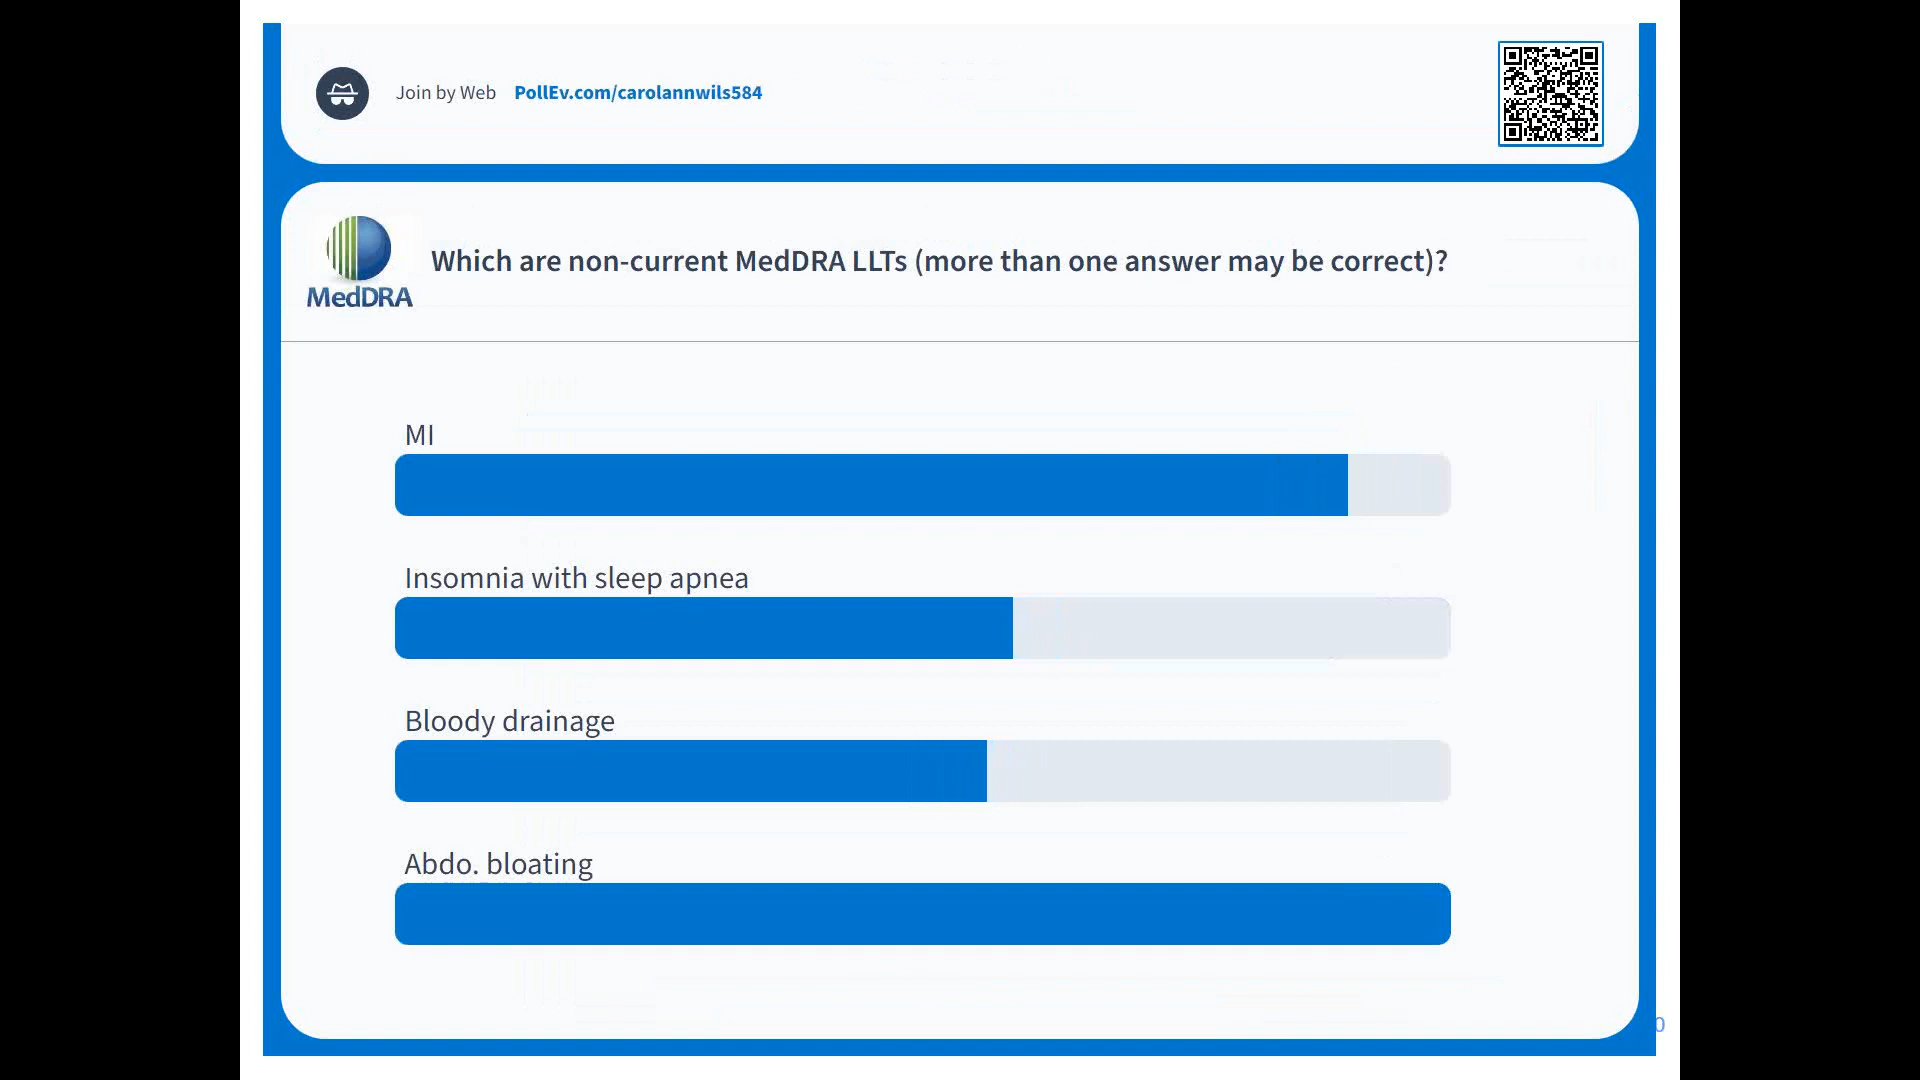 Join by Web PollEv.com/carolannwils584
MedDRA
Which are non-current MedDRA LLTs (more than one answer may be correct)?
MI
Insomnia with sleep apnea
Bloody drainage
Abdo. bloating
0